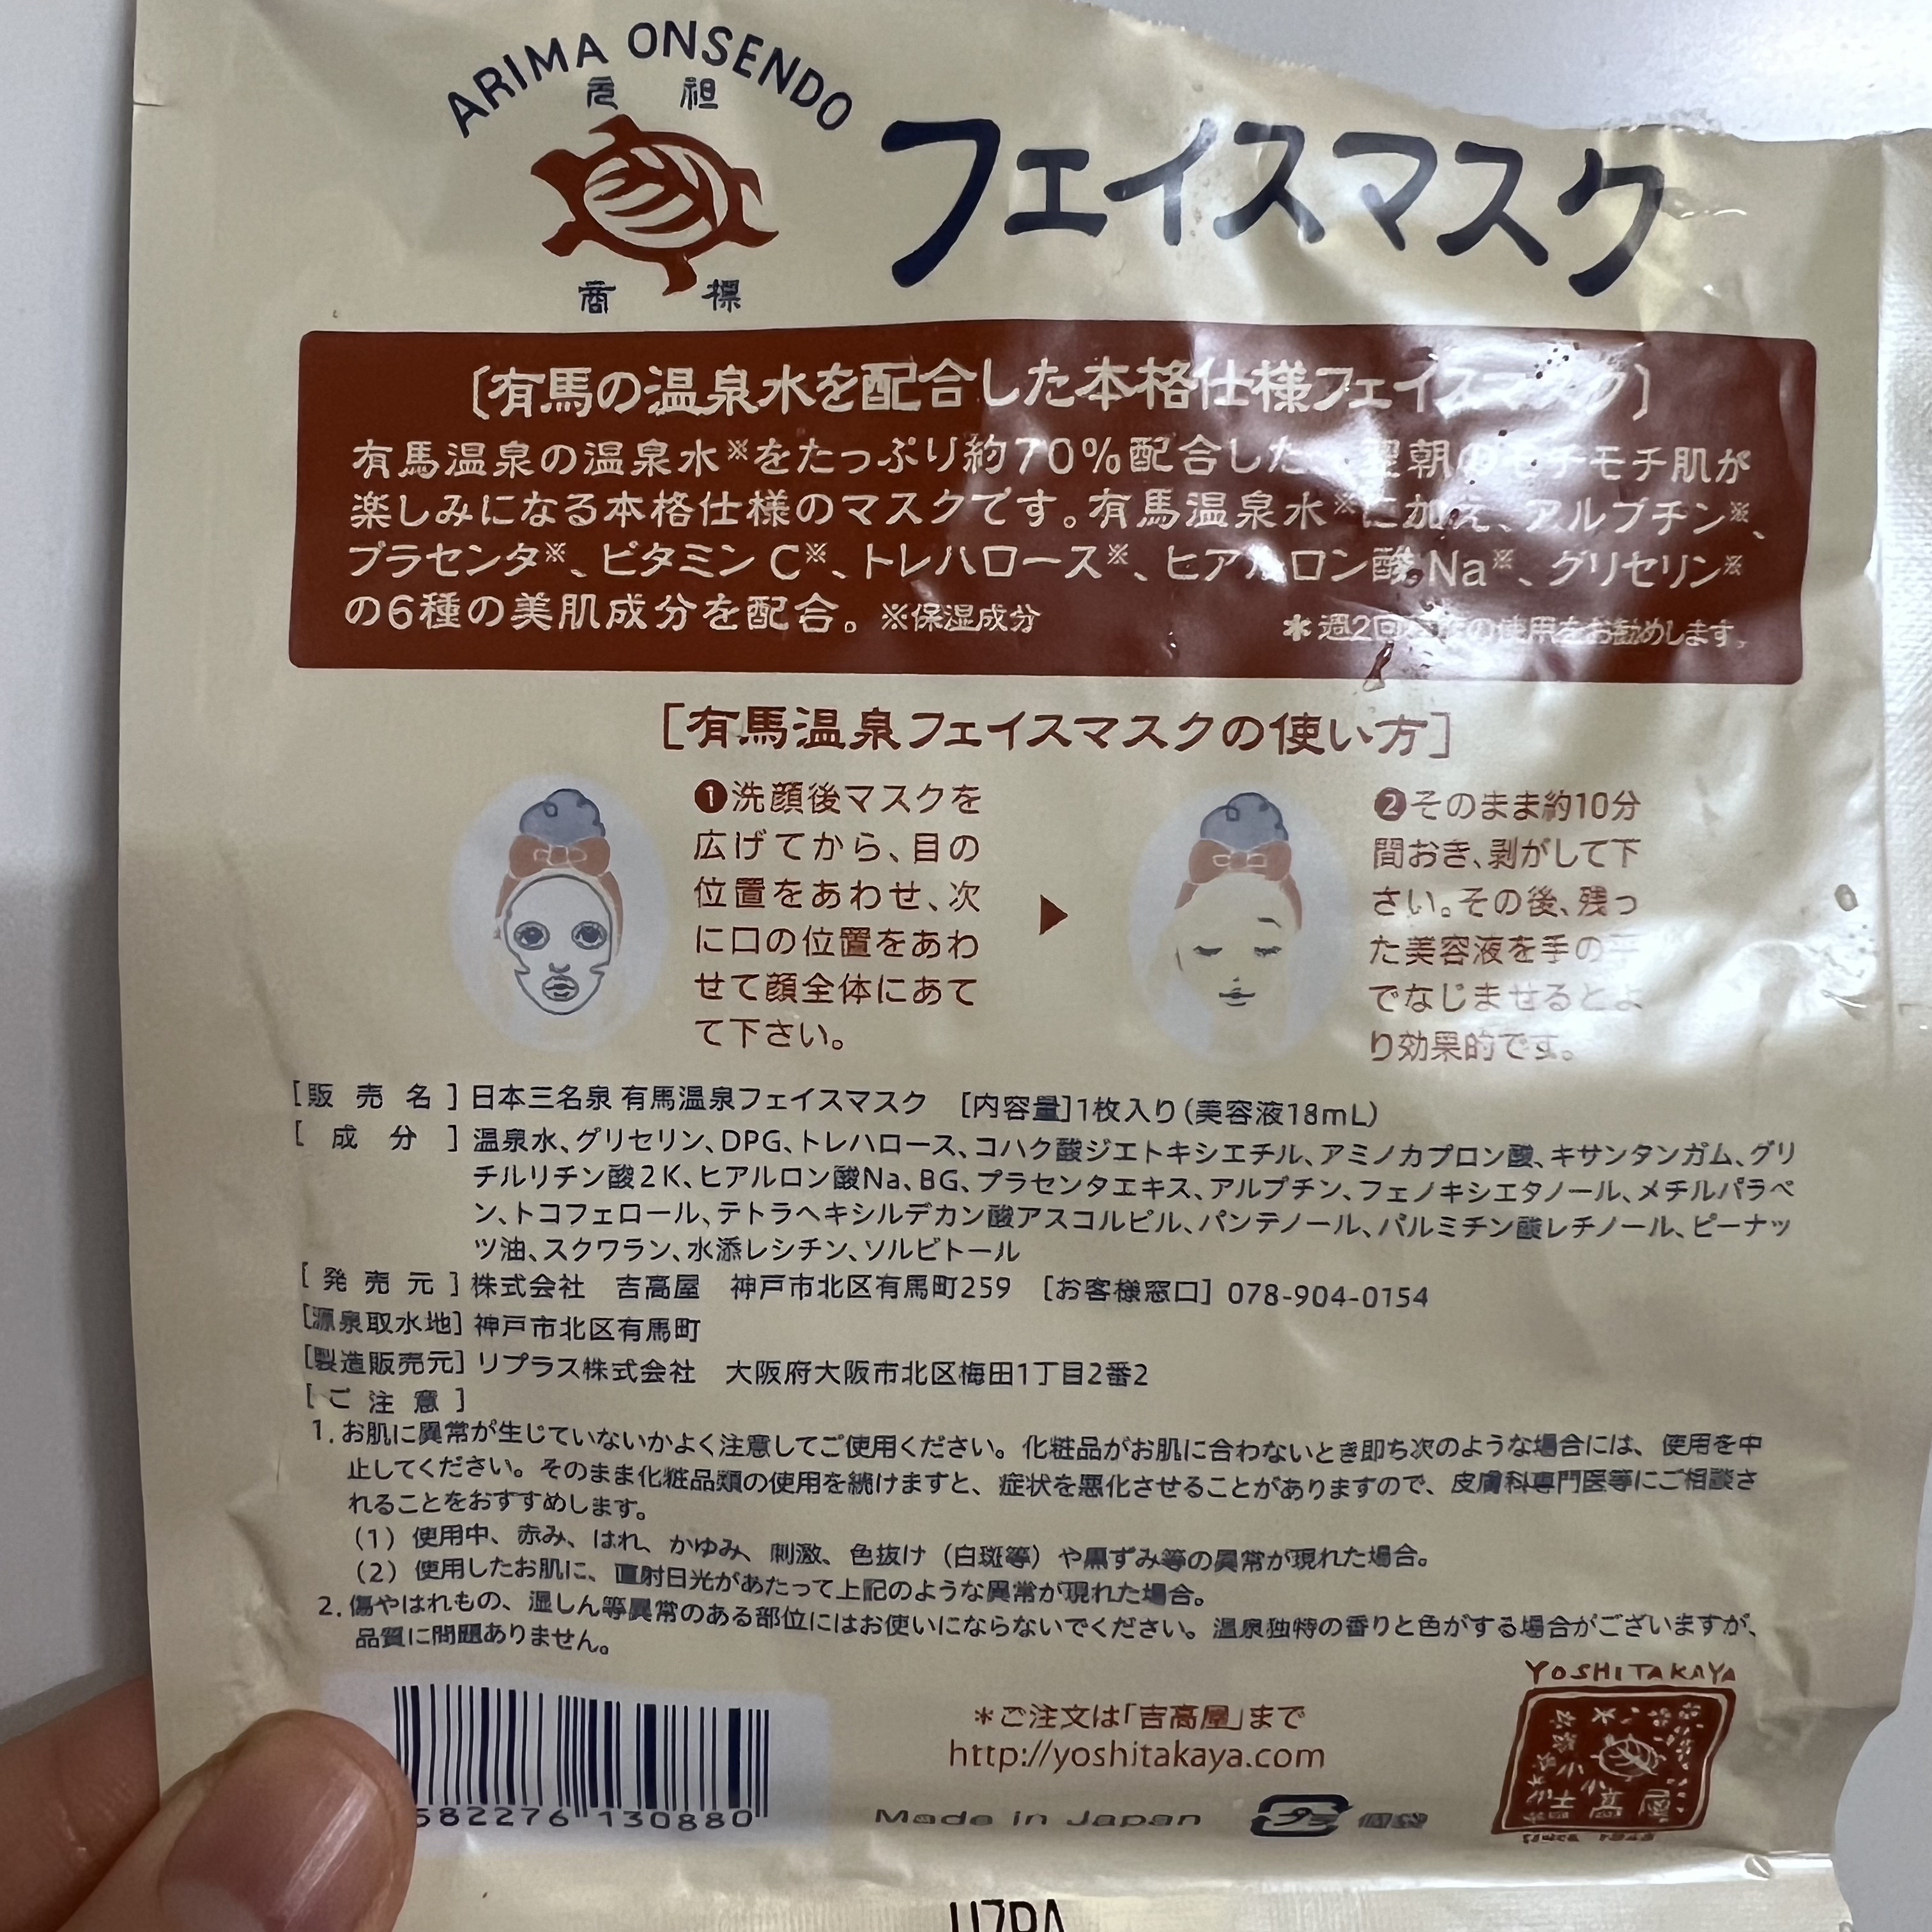 ARIMA ONSENDO
元祖
商標
フェイスマスク
〔有馬の温泉水を配合した本格仕様フェイスマスク〕
有馬温泉の温泉水※をたっぷり約70%配合した、翌朝のモチモチ肌が
楽しみになる本格仕様のマスクです。有馬温泉水※に加え、アルブチン※、
プラセンタ※、ビタミンC※、トレハロース※、ヒアルロン酸Na※、グリセリン※
の6種の美肌成分を配合。※保湿成分
＊週2回の使用をお勧めします。
[有馬温泉フェイスマスクの使い方]
❶洗顔後マスクを
広げてから、目の
位置をあわせ、次
に口の位置をあわ
せて顔全体にあて
て下さい。
❷そのまま約10分
間おき、剥がして下
さい。その後、残っ
た美容液を手の平
でなじませるとよ
り効果的です。
[販売名]日本三名泉 有馬温泉フェイスマスク [内容量]1枚入り(美容液18mL)
[成分]温泉水、グリセリン、DPG、トレハロース、コハク酸ジエトキシエチル、アミノカプロン酸、キサンタンガム、グリ
チルリチン酸2K、ヒアルロン酸Na、BG、プラセンタエキス、アルブチン、フェノキシエタノール、メチルパラベ
ン、トコフェロール、テトラヘキシルデカン酸アスコルビル、パンテノール、パルミチン酸レチノール、ピーナッ
ツ油、スクワラン、水添レシチン、ソルビトール
[発売元]株式会社 吉高屋 神戸市北区有馬町259 [お客様窓口] 078-904-0154
[源泉取水地]神戸市北区有馬町
[製造販売元]リプラス株式会社 大阪府大阪市北区梅田1丁目2番2
[ご注意]
1.お肌に異常が生じていないかよく注意してご使用ください。化粧品がお肌に合わないとき即ち次のような場合には、使用を中
止してください。そのまま化粧品類の使用を続けますと、症状を悪化させることがありますので、皮膚科専門医等にご相談さ
れることをおすすめします。
(1) 使用中、赤み、はれ、かゆみ、刺激、色抜け（白斑等）や黒ずみ等の異常が現れた場合。
(2) 使用したお肌に、直射日光があたって上記のような異常が現れた場合。
2.傷やはれもの、湿しん等異常のある部位にはお使いにならないでください。温泉独特の香りと色がする場合がございますが、
品質に問題ありません。
582276 130880
＊ご注文は「吉高屋」まで
http://yoshitakaya.com
Made in Japan
プラ 個袋
YOSHITAKAYA
吉高屋